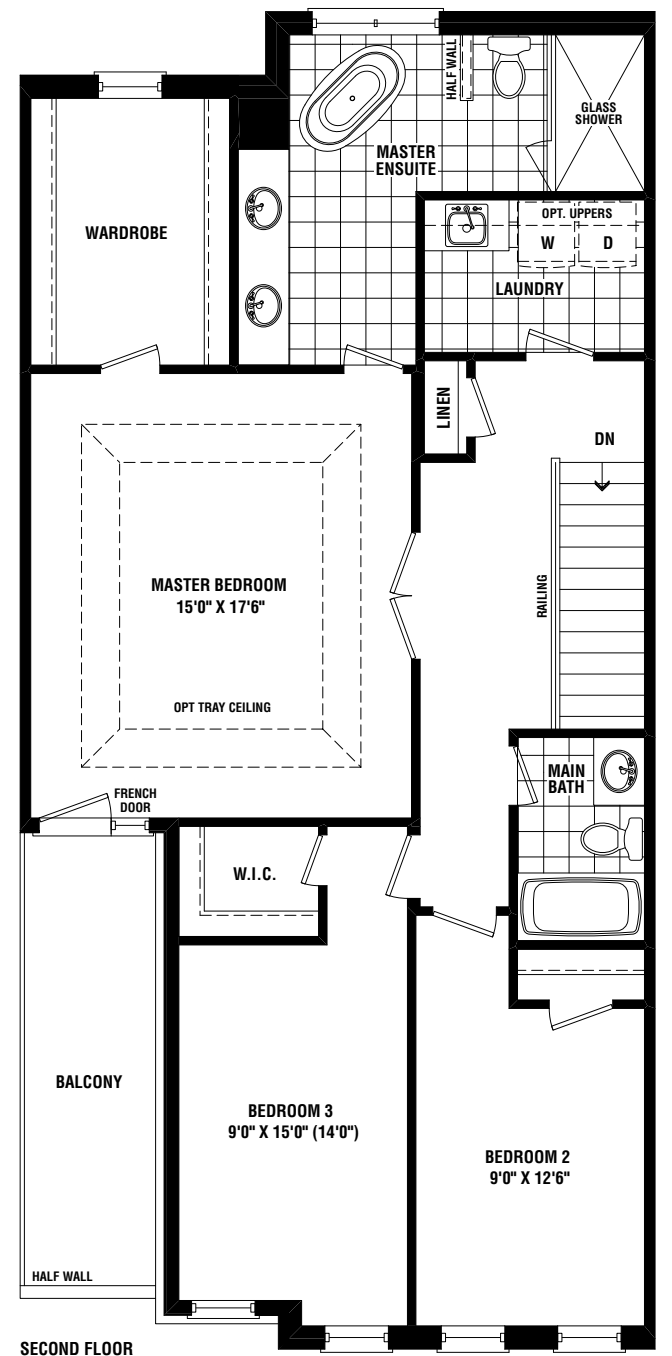 HALF WALL
GLASS
SHOWER
MASTER
ENSUITE
WARDROBE
OPT. UPPERS
W
D
LAUNDRY
LINEN
DN
MASTER BEDROOM
15'0" X 17'6"
RAILING
OPT TRAY CEILING
FRENCH
DOOR
MAIN
BATH
W.I.C.
BALCONY
BEDROOM 3
9'0" X 15'0" (14'0")
BEDROOM 2
9'0" X 12'6"
HALF WALL
SECOND FLOOR